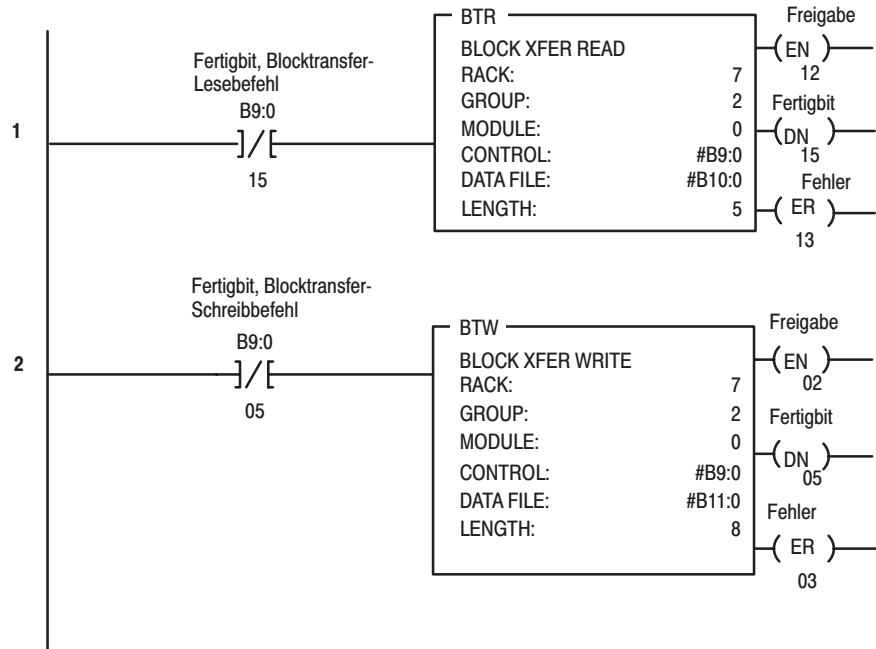 BTR
Freigabe
BLOCK XFER READ
EN
12
Fertigbit, Blocktransfer-
Lesebefehl
RACK: 7
GROUP: 2
Fertigbit
B9:0
1
MODULE: 0
DN
15
]/[
CONTROL: #B9:0
15
DATA FILE: #B10:0
Fehler
LENGTH: 5
ER
13
Fertigbit, Blocktransfer-
Schreibbefehl
BTW
Freigabe
B9:0
2
BLOCK XFER WRITE
EN
02
]/[
RACK: 7
05
GROUP: 2
Fertigbit
MODULE: 0
DN
05
CONTROL: #B9:0
DATA FILE: #B11:0
Fehler
LENGTH: 8
ER
03